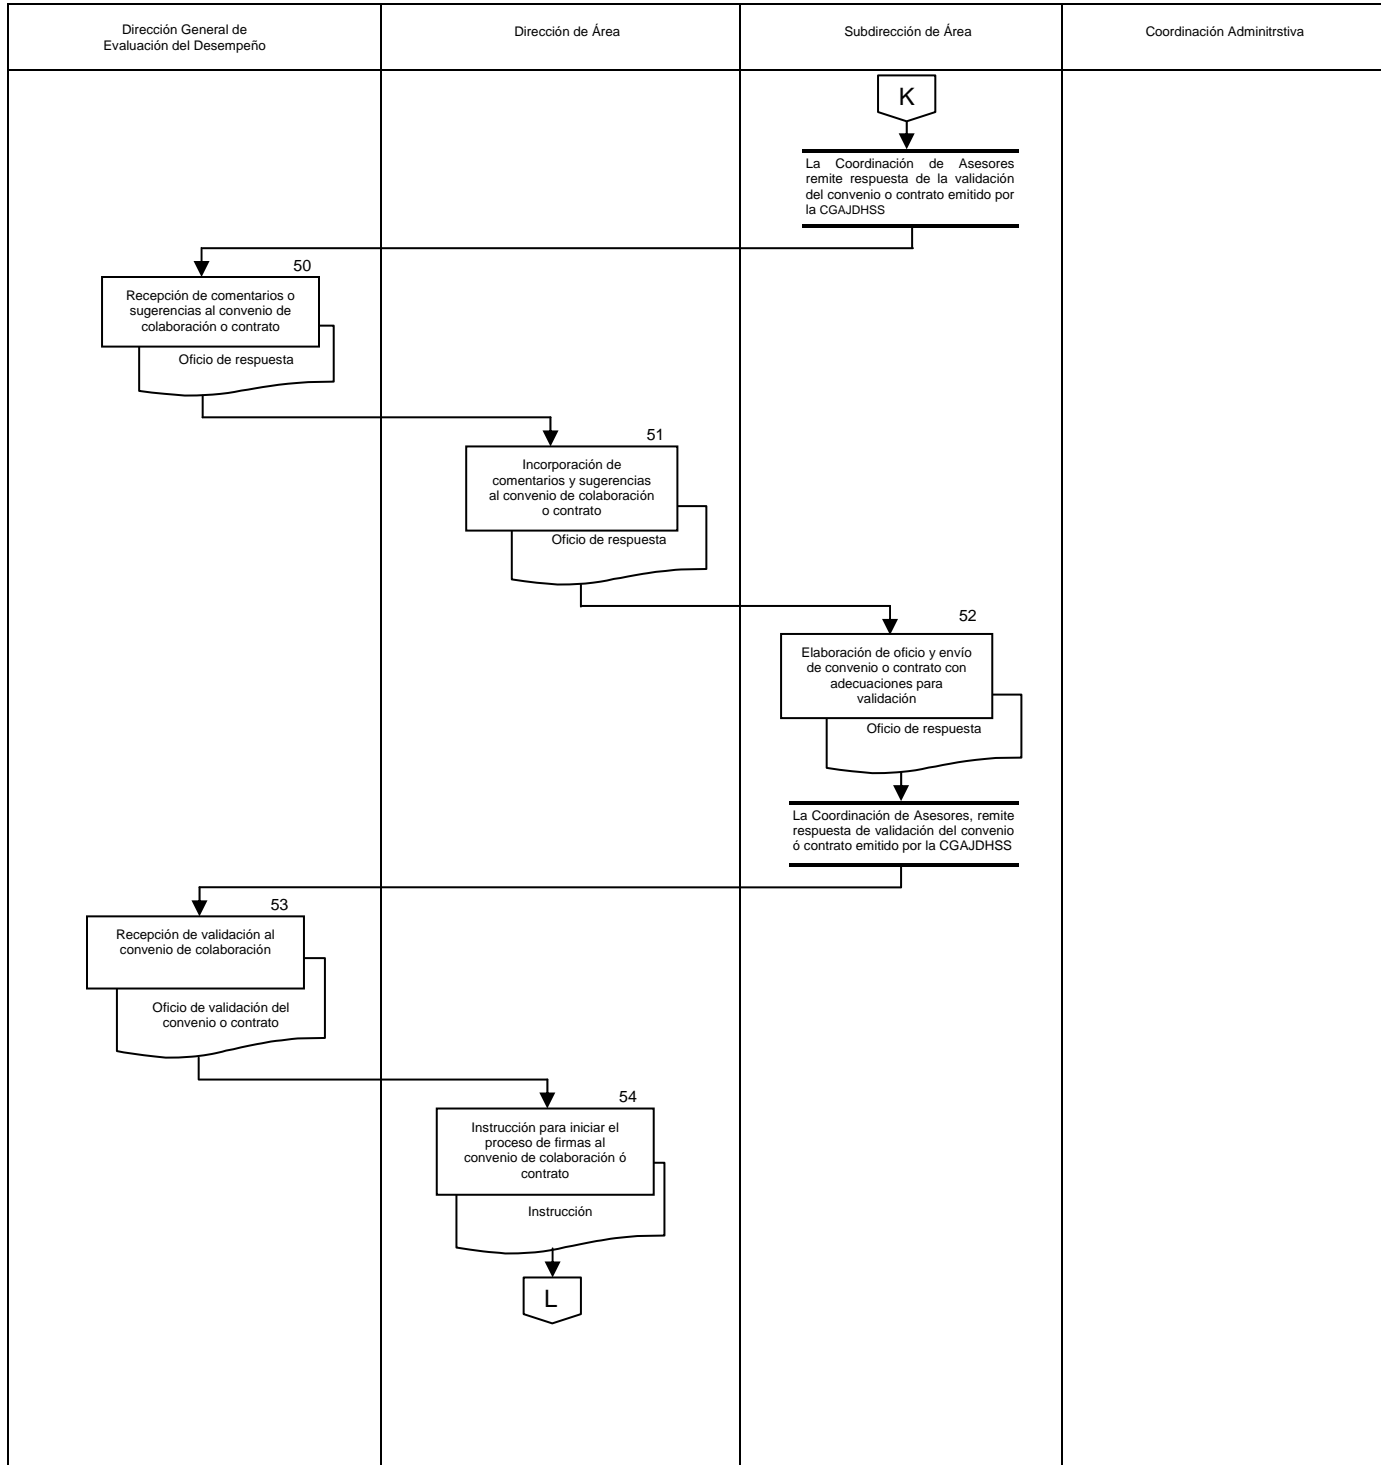 Dirección General de
Evaluación del Desempeño
Dirección de Área
Subdirección de Área
Coordinación Adminitrstiva
K
La Coordinación de Asesores
remite respuesta de la validación
del convenio o contrato emitido por
la CGAJDHSS
50
Recepción de comentarios o
sugerencias al convenio de
colaboración o contrato
Oficio de respuesta
51
Incorporación de
comentarios y sugerencias
al convenio de colaboración
o contrato
Oficio de respuesta
52
Elaboración de oficio y envío
de convenio o contrato con
adecuaciones para
validación
Oficio de respuesta
La Coordinación de Asesores, remite
respuesta de validación del convenio
ó contrato emitido por la CGAJDHSS
53
Recepción de validación al
convenio de colaboración
Oficio de validación del
convenio o contrato
54
Instrucción para iniciar el
proceso de firmas al
convenio de colaboración ó
contrato
Instrucción
L